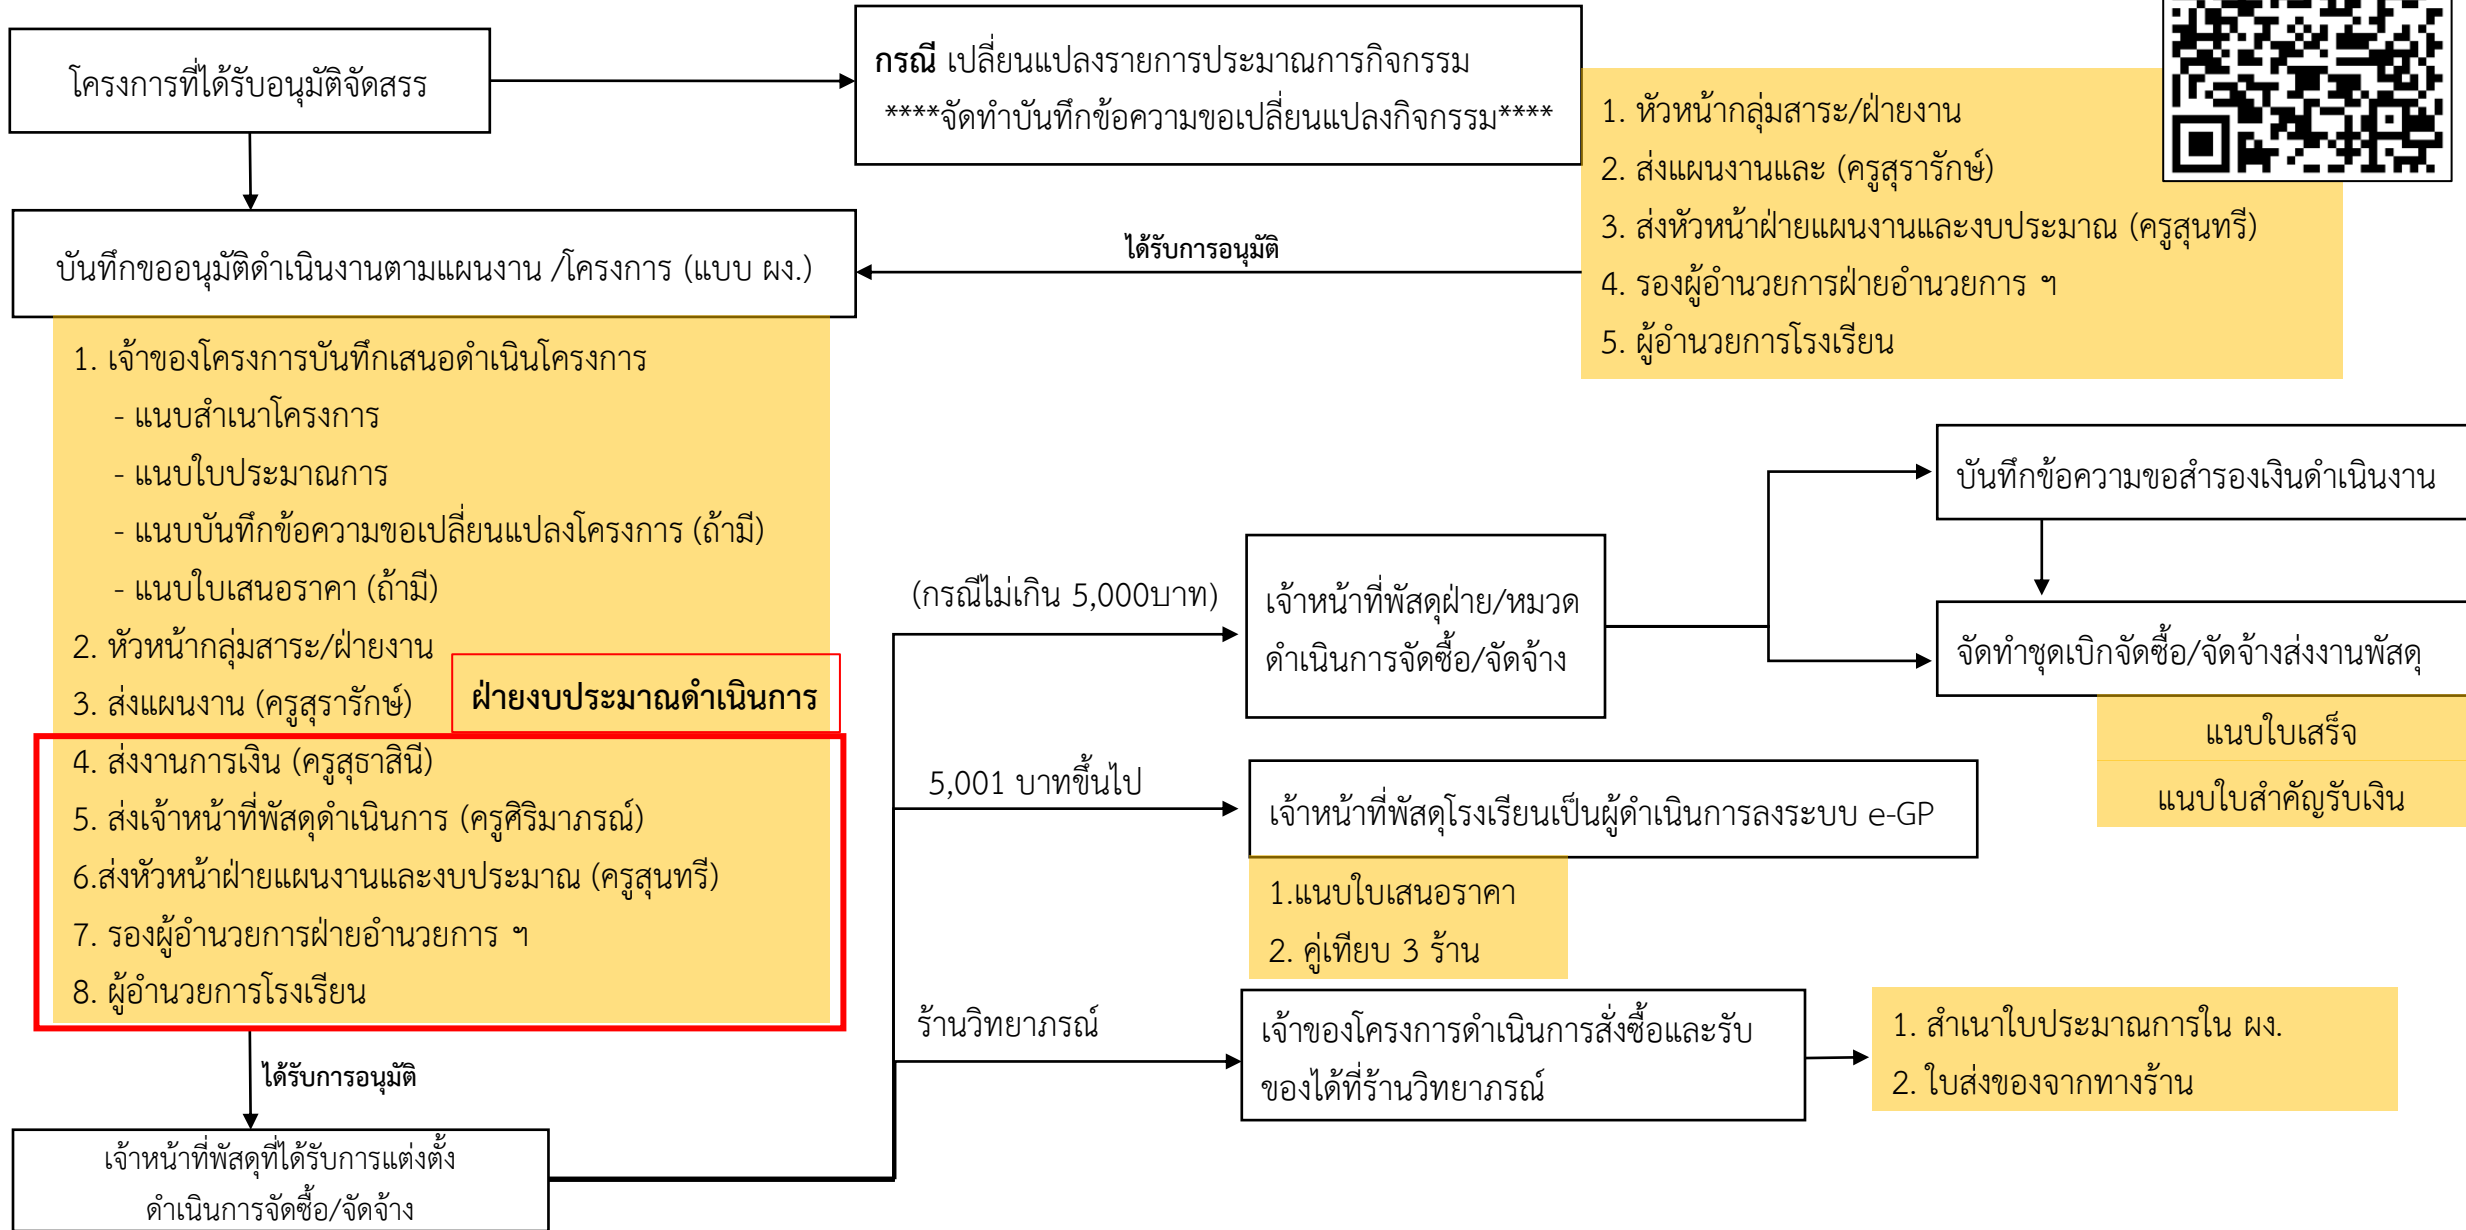 โครงการที่ได้รับอนุมัติจัดสรร
กรณี เปลี่ยนแปลงรายการประมาณการกิจกรรม
****จัดทำบันทึกข้อความขอเปลี่ยนแปลงกิจกรรม****
1. หัวหน้ากลุ่มสาระ/ฝ่ายงาน
2. ส่งแผนงานและ (ครูสุรารักษ์)
3. ส่งหัวหน้าฝ่ายแผนงานและงบประมาณ (ครูสุนทรี)
4. รองผู้อำนวยการฝ่ายอำนวยการ ฯ
5. ผู้อำนวยการโรงเรียน
ได้รับการอนุมัติ
บันทึกขออนุมัติดำเนินงานตามแผนงาน /โครงการ (แบบ ผง.)
1. เจ้าของโครงการบันทึกเสนอดำเนินโครงการ
- แนบสำเนาโครงการ
- แนบใบประมาณการ
- แนบบันทึกข้อความขอเปลี่ยนแปลงโครงการ (ถ้ามี)
- แนบใบเสนอราคา (ถ้ามี)
2. หัวหน้ากลุ่มสาระ/ฝ่ายงาน
3. ส่งแผนงาน (ครูสุรารักษ์)
ฝ่ายงบประมาณดำเนินการ
4. ส่งงานการเงิน (ครูสุธาสินี)
5. ส่งเจ้าหน้าที่พัสดุดำเนินการ (ครูศิริมาภรณ์)
6.ส่งหัวหน้าฝ่ายแผนงานและงบประมาณ (ครูสุนทรี)
7. รองผู้อำนวยการฝ่ายอำนวยการ ฯ
8. ผู้อำนวยการโรงเรียน
ได้รับการอนุมัติ
เจ้าหน้าที่พัสดุที่ได้รับการแต่งตั้ง
ดำเนินการจัดซื้อ/จัดจ้าง
(กรณีไม่เกิน 5,000บาท)
เจ้าหน้าที่พัสดุฝ่าย/หมวด
ดำเนินการจัดซื้อ/จัดจ้าง
บันทึกข้อความขอสำรองเงินดำเนินงาน
จัดทำชุดเบิกจัดซื้อ/จัดจ้างส่งงานพัสดุ
แนบใบเสร็จ
แนบใบสำคัญรับเงิน
5,001 บาทขึ้นไป
เจ้าหน้าที่พัสดุโรงเรียนเป็นผู้ดำเนินการลงระบบ e-GP
1.แนบใบเสนอราคา
2. คู่เทียบ 3 ร้าน
ร้านวิทยาภรณ์
เจ้าของโครงการดำเนินการสั่งซื้อและรับ
ของได้ที่ร้านวิทยาภรณ์
1. สำเนาใบประมาณการใน ผง.
2. ใบส่งของจากทางร้าน